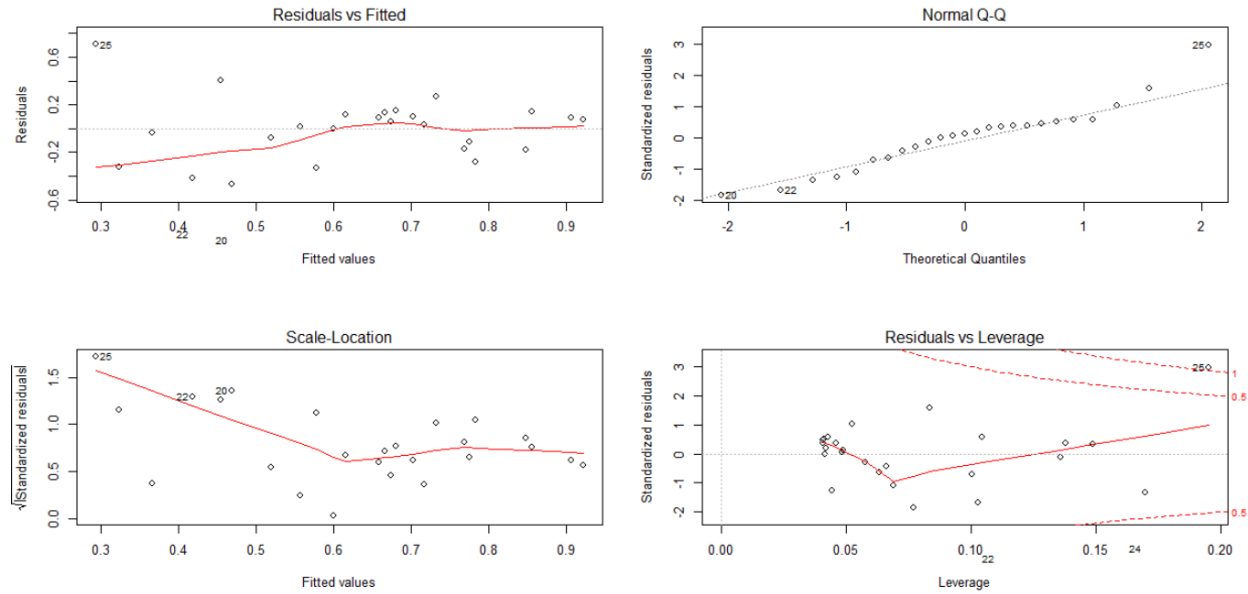 Residuals vs Fitted
Residuals
-0.6 -0.2 0.2 0.6
25
0.3 0.4 0.5 0.6 0.7 0.8 0.9
22 20
Fitted values
Normal Q-Q
Standardized residuals
-2 -1 0 1 2 3
25
20 22
-2 -1 0 1 2
Theoretical Quantiles
Scale-Location
√|Standardized residuals|
0.0 0.5 1.0 1.5
25
22 20
0.3 0.4 0.5 0.6 0.7 0.8 0.9
Fitted values
Residuals vs Leverage
Standardized residuals
-2 -1 0 1 2 3
25
1
0.5
0.5
0.00 0.05 0.10 0.15 0.20
22 24
Leverage